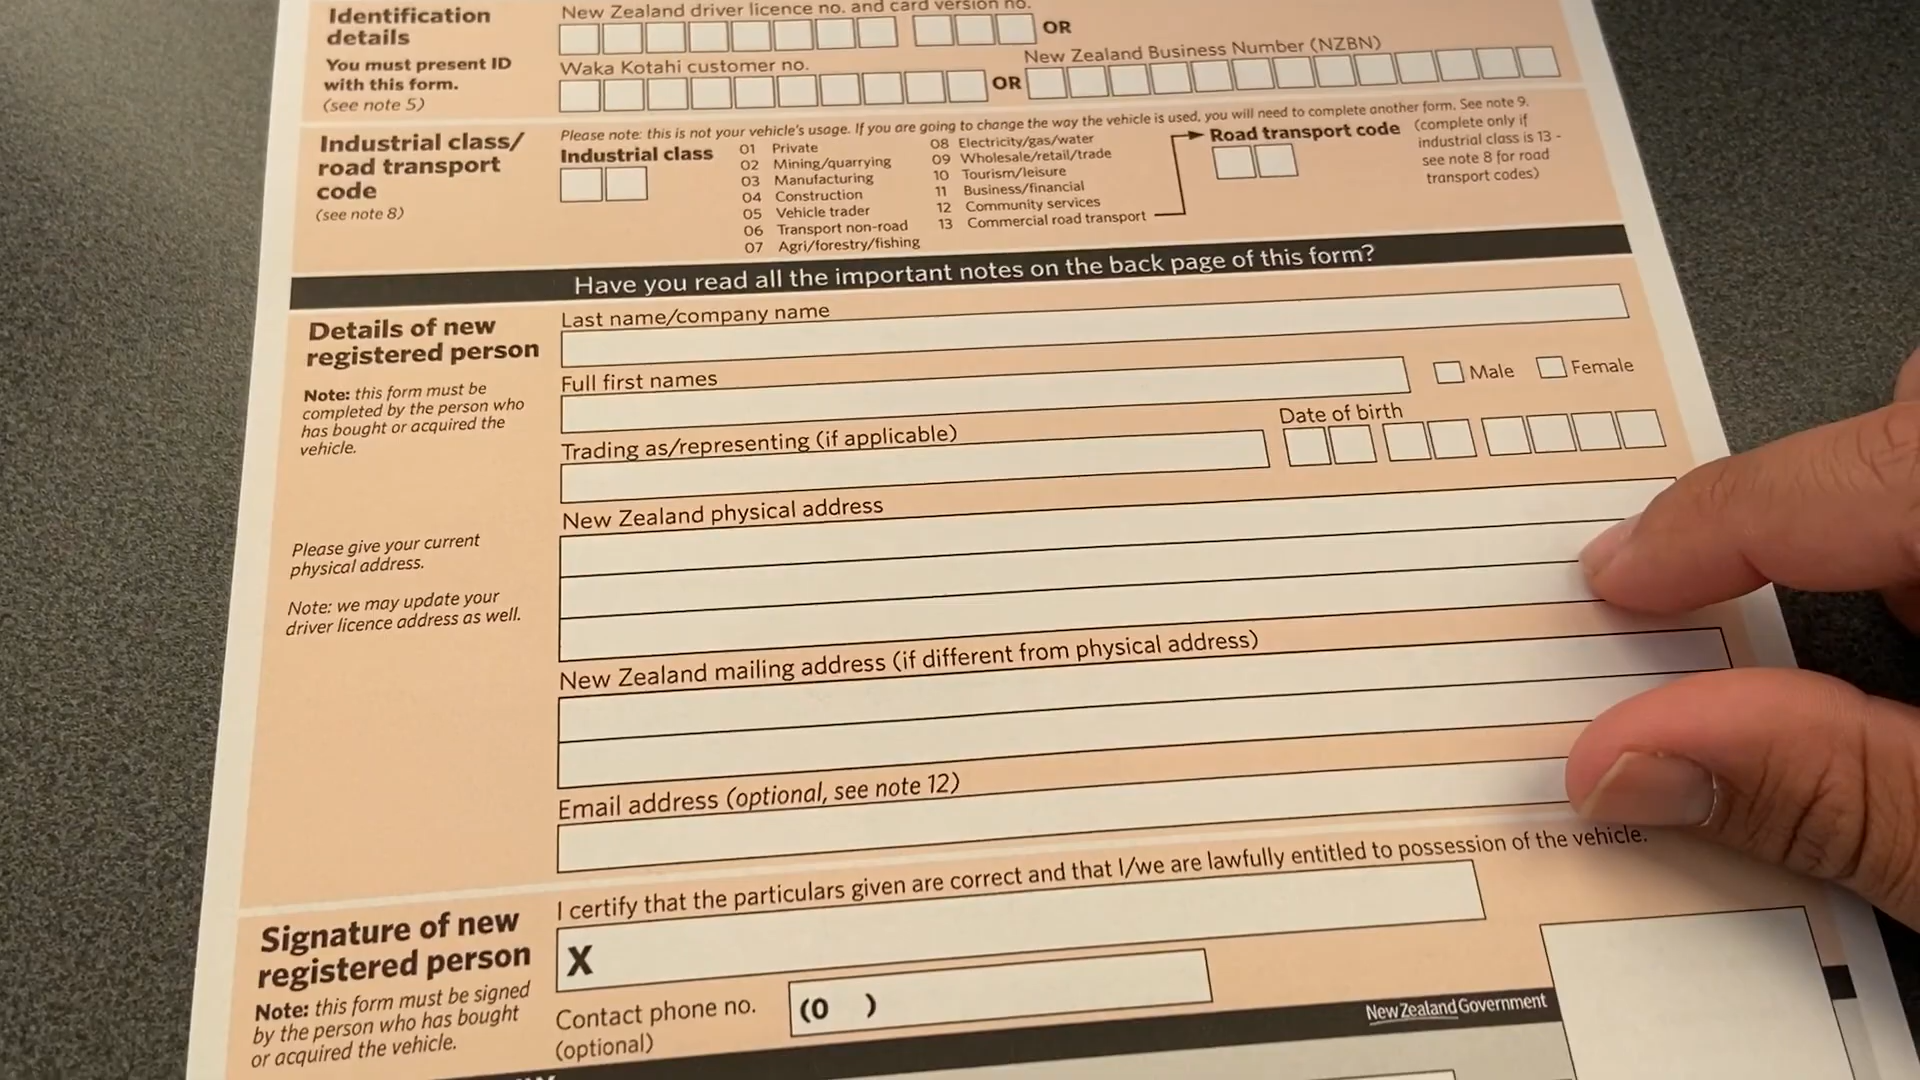 Identification
details
You must present ID
with this form.
(see note 5)
New Zealand driver licence no. and card version no.
OR
Waka Kotahi customer no.
OR
New Zealand Business Number (NZBN)
Industrial class/
road transport
code
(see note 8)
Please note: this is not your vehicle's usage. If you are going to change the way the vehicle is used, you will need to complete another form. See note 9.
Industrial class
01 Private
02 Mining/quarrying
03 Manufacturing
04 Construction
05 Vehicle trader
06 Transport non-road
07 Agri/forestry/fishing
08 Electricity/gas/water
09 Wholesale/retail/trade
10 Tourism/leisure
11 Business/financial
12 Community services
13 Commercial road transport
Road transport code
(complete only if
industrial class is 13 -
see note 8 for road
transport codes)
Have you read all the important notes on the back page of this form?
Details of new
registered person
Note: this form must be
completed by the person who
has bought or acquired the
vehicle.
Last name/company name
Full first names
Male
Female
Trading as/representing (if applicable)
Date of birth
New Zealand physical address
Please give your current
physical address.
Note: we may update your
driver licence address as well.
New Zealand mailing address (if different from physical address)
Email address (optional, see note 12)
I certify that the particulars given are correct and that I/we are lawfully entitled to possession of the vehicle.
Signature of new
registered person
Note: this form must be signed
by the person who has bought
or acquired the vehicle.
X
Contact phone no.
(optional)
(0 )
New Zealand Government